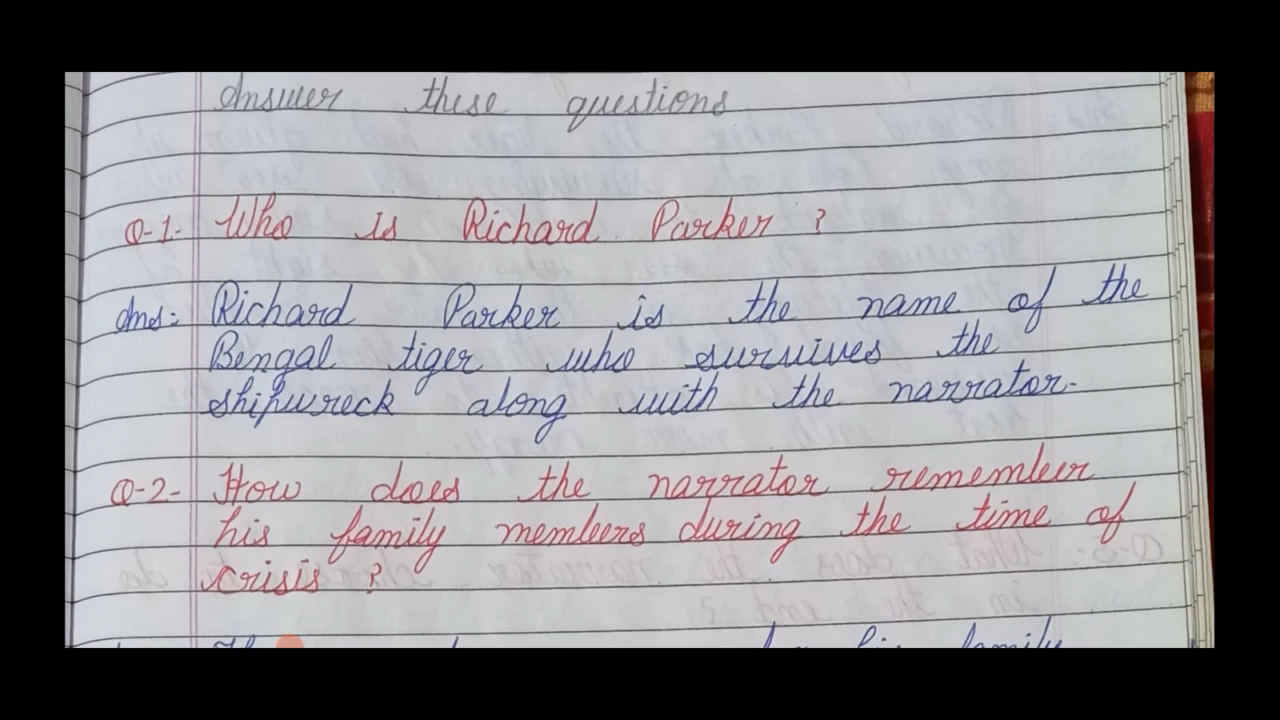 Answer these questions
Q-1- Who is Richard Parker ?
Ans: Richard Parker is the name of the
Bengal tiger who survives the
shipwreck along with the narrator.
Q-2- How does the narrator remember
his family members during the time of
crisis ?
his family